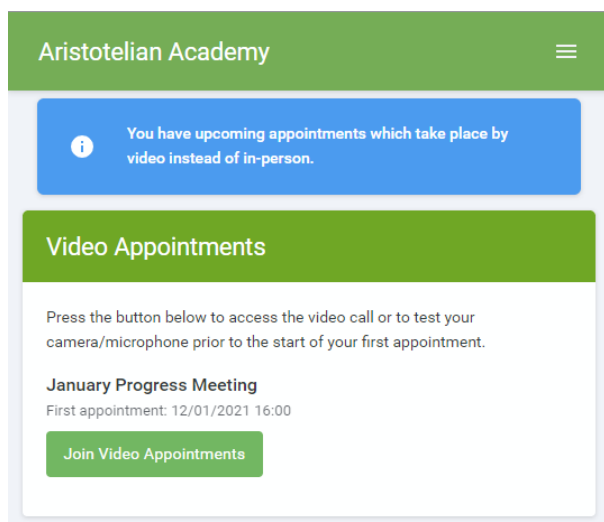 Aristotelian Academy
You have upcoming appointments which take place by
video instead of in-person.
Video Appointments
Press the button below to access the video call or to test your
camera/microphone prior to the start of your first appointment.
January Progress Meeting
First appointment: 12/01/2021 16:00
Join Video Appointments